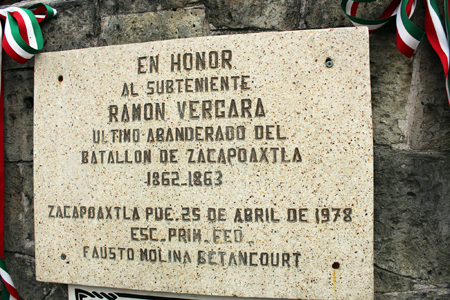 EN HONOR
AL SUBTENIENTE
RAMON VERGARA
ULTIMO ABANDERADO DEL
BATALLON DE ZACAPOAXTLA
1862-1863
ZACAPOAXTLA PUE. 25 DE ABRIL DE 1978
ESC. PRIM. FED.
FAUSTO MOLINA BETANCOURT